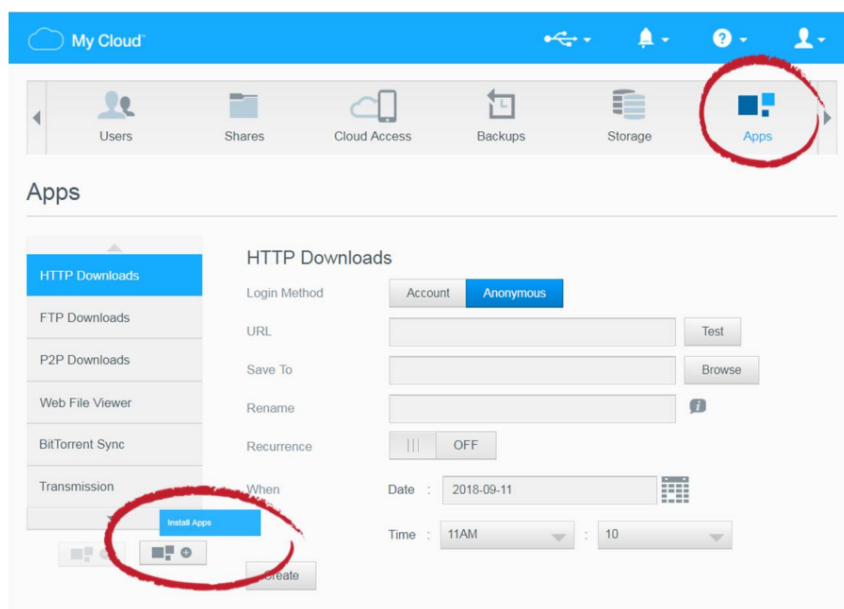 My Cloud
Users
Shares
Cloud Access
Backups
Storage
Apps
Apps
HTTP Downloads
FTP Downloads
P2P Downloads
Web File Viewer
BitTorrent Sync
Transmission
Install Apps
HTTP Downloads
Login Method Account Anonymous
URL Test
Save To Browse
Rename
Recurrence OFF
When Date : 2018-09-11
Time : 11AM : 10
Create